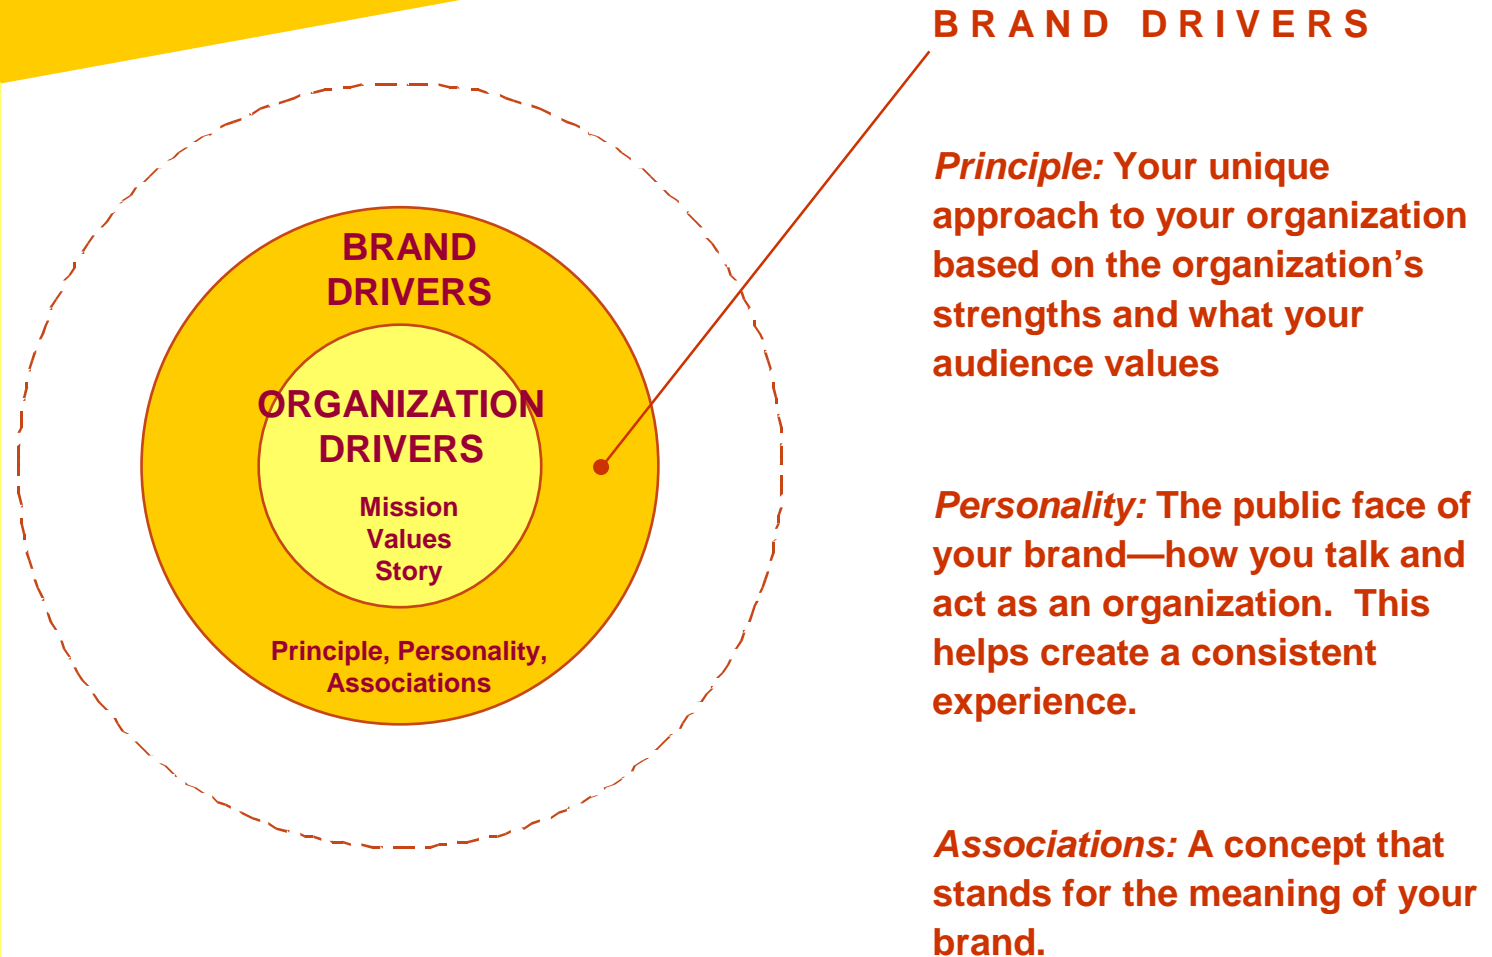 BRAND DRIVERS
BRAND
DRIVERS
ORGANIZATION
DRIVERS
Mission
Values
Story
Principle, Personality,
Associations
Principle: Your unique
approach to your organization
based on the organization’s
strengths and what your
audience values
Personality: The public face of
your brand—how you talk and
act as an organization.  This
helps create a consistent
experience.
Associations: A concept that
stands for the meaning of your
brand.